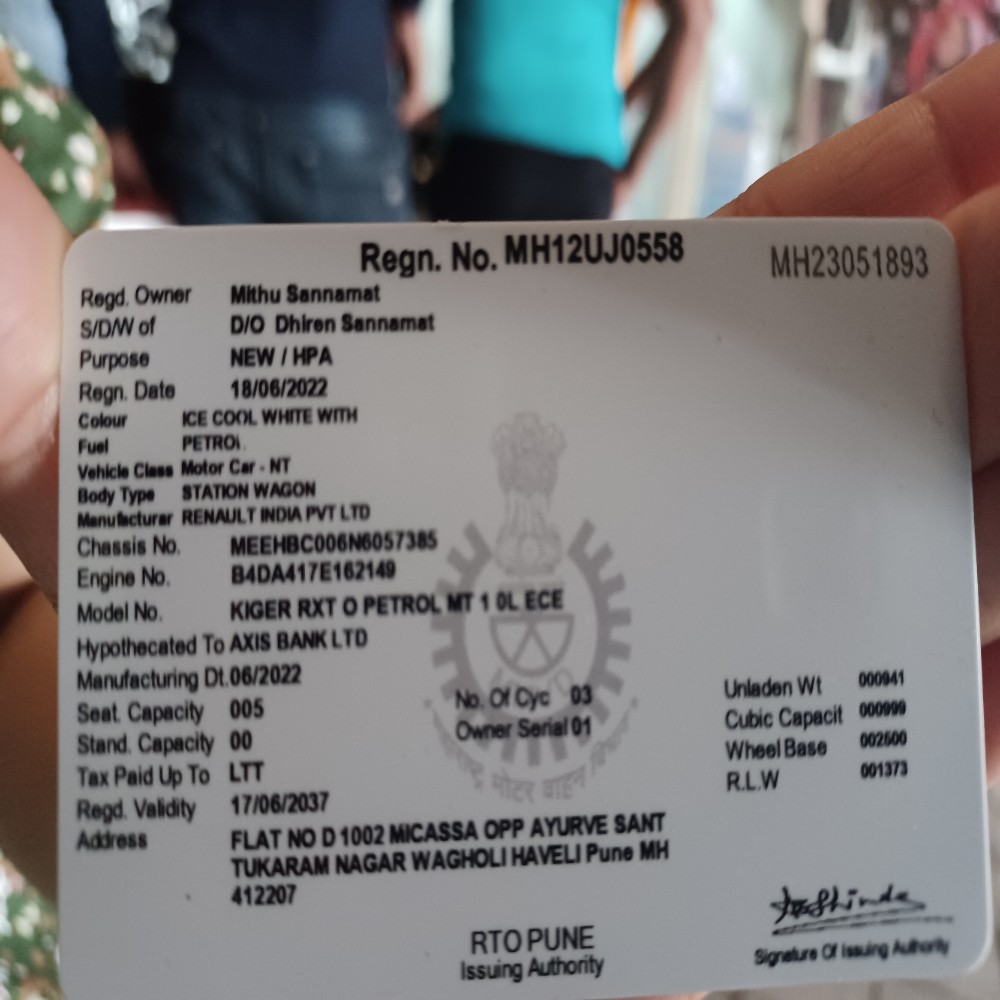 Regn. No. MH12UJ0558
MH23051893
Regd. Owner Mithu Sannamat
S/D/W of D/O Dhiren Sannamat
Purpose NEW / HPA
Regn. Date 18/06/2022
Colour ICE COOL WHITE WITH
Fuel PETROL
Vehicle Class Motor Car - NT
Body Type STATION WAGON
Manufacturer RENAULT INDIA PVT LTD
Chassis No. MEEHBC006N6057385
Engine No. B4DA417E162149
Model No. KIGER RXT O PETROL MT 1 0L ECE
Hypothecated To AXIS BANK LTD
Manufacturing Dt. 06/2022
Seat. Capacity 005
Stand. Capacity 00
Tax Paid Up To LTT
Regd. Validity 17/06/2037
No. Of Cyc 03
Owner Serial 01
Unladen Wt 000941
Cubic Capacit 000999
Wheel Base 002500
R.L.W 001373
Address FLAT NO D 1002 MICASSA OPP AYURVE SANT
TUKARAM NAGAR WAGHOLI HAVELI Pune MH
412207
मोटर वाहन
RTO PUNE
Issuing Authority
Signature Of Issuing Authority